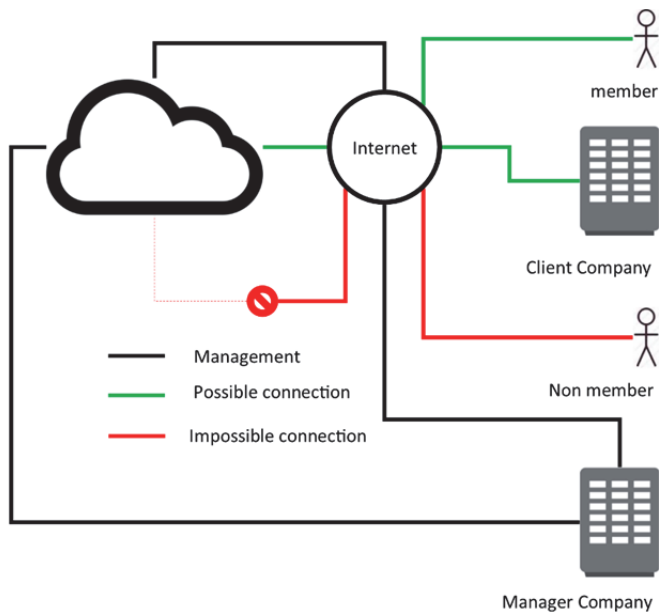 member
Internet
Client Company
Management
Possible connection
Non member
Impossible connection
Manager Company